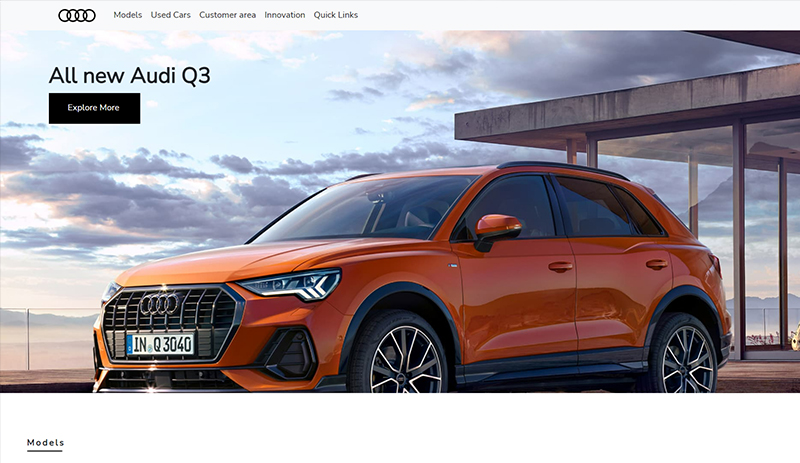 Models Used Cars Customer area Innovation Quick Links
All new Audi Q3
Explore More
IN Q 3040
Models